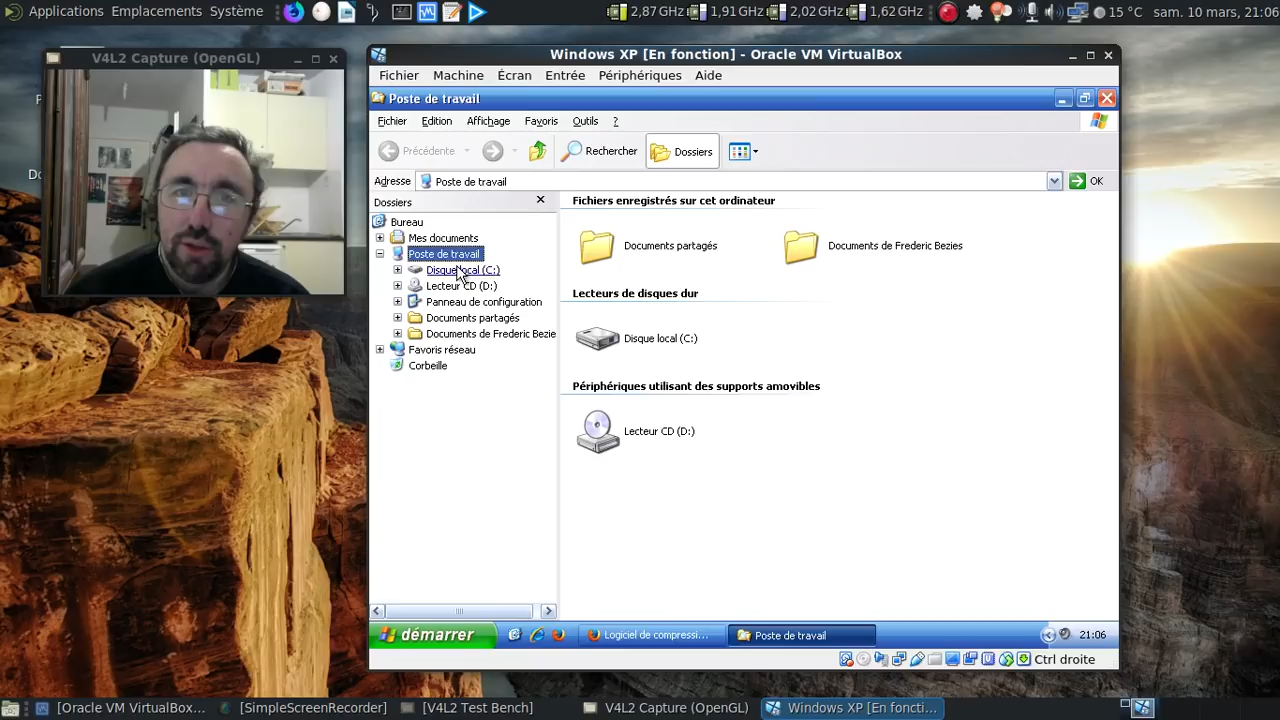 Applications Emplacements Système
2,87 GHz 1,91 GHz 2,02 GHz 1,62 GHz 15 °C sam. 10 mars, 21:06
V4L2 Capture (OpenGL)
Windows XP [En fonction] - Oracle VM VirtualBox
Fichier Machine Écran Entrée Périphériques Aide
Poste de travail
Fichier Edition Affichage Favoris Outils ?
Précédente Rechercher Dossiers
Adresse Poste de travail OK
Dossiers
Bureau
Mes documents
Poste de travail
Disque local (C:)
Lecteur CD (D:)
Panneau de configuration
Documents partagés
Documents de Frederic Bezie
Favoris réseau
Corbeille
Fichiers enregistrés sur cet ordinateur
Documents partagés Documents de Frederic Bezies
Lecteurs de disques dur
Disque local (C:)
Périphériques utilisant des supports amovibles
Lecteur CD (D:)
démarrer Logiciel de compressi... Poste de travail 21:06
Ctrl droite
[Oracle VM VirtualBox... [SimpleScreenRecorder] [V4L2 Test Bench] V4L2 Capture (OpenGL) Windows XP [En foncti...